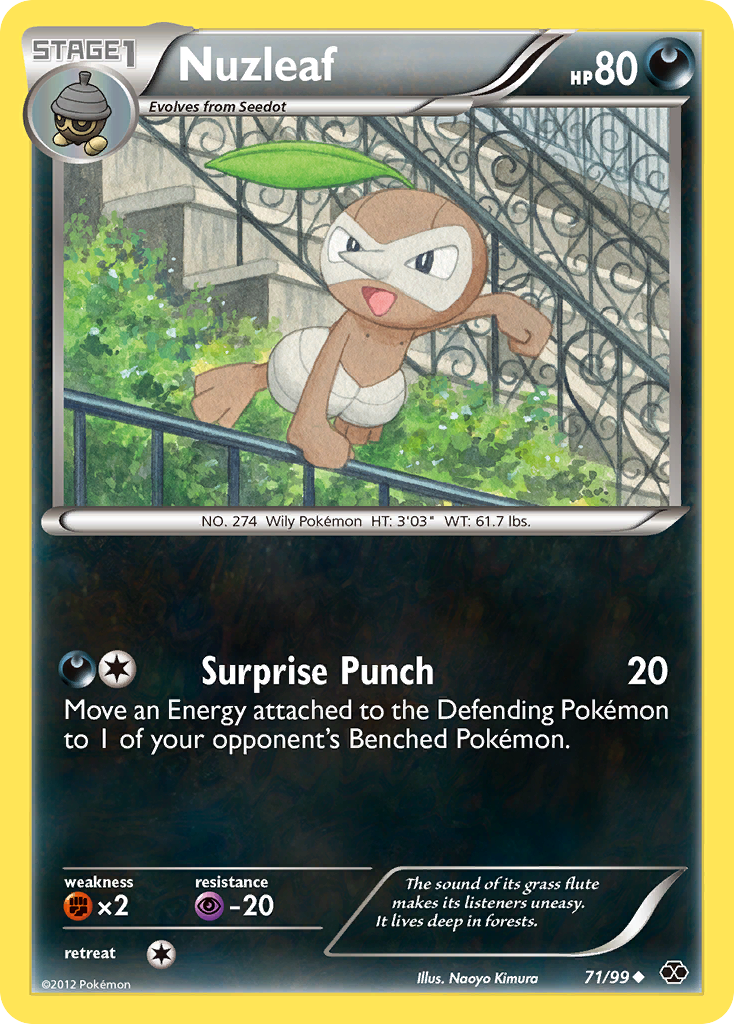 STAGE1
Nuzleaf
HP80
Evolves from Seedot
NO. 274 Wily Pokémon HT: 3'03" WT: 61.7 lbs.
Surprise Punch 20
Move an Energy attached to the Defending Pokémon
to 1 of your opponent's Benched Pokémon.
weakness
×2
resistance
-20
The sound of its grass flute
makes its listeners uneasy.
It lives deep in forests.
retreat
©2012 Pokémon
Illus. Naoyo Kimura
71/99